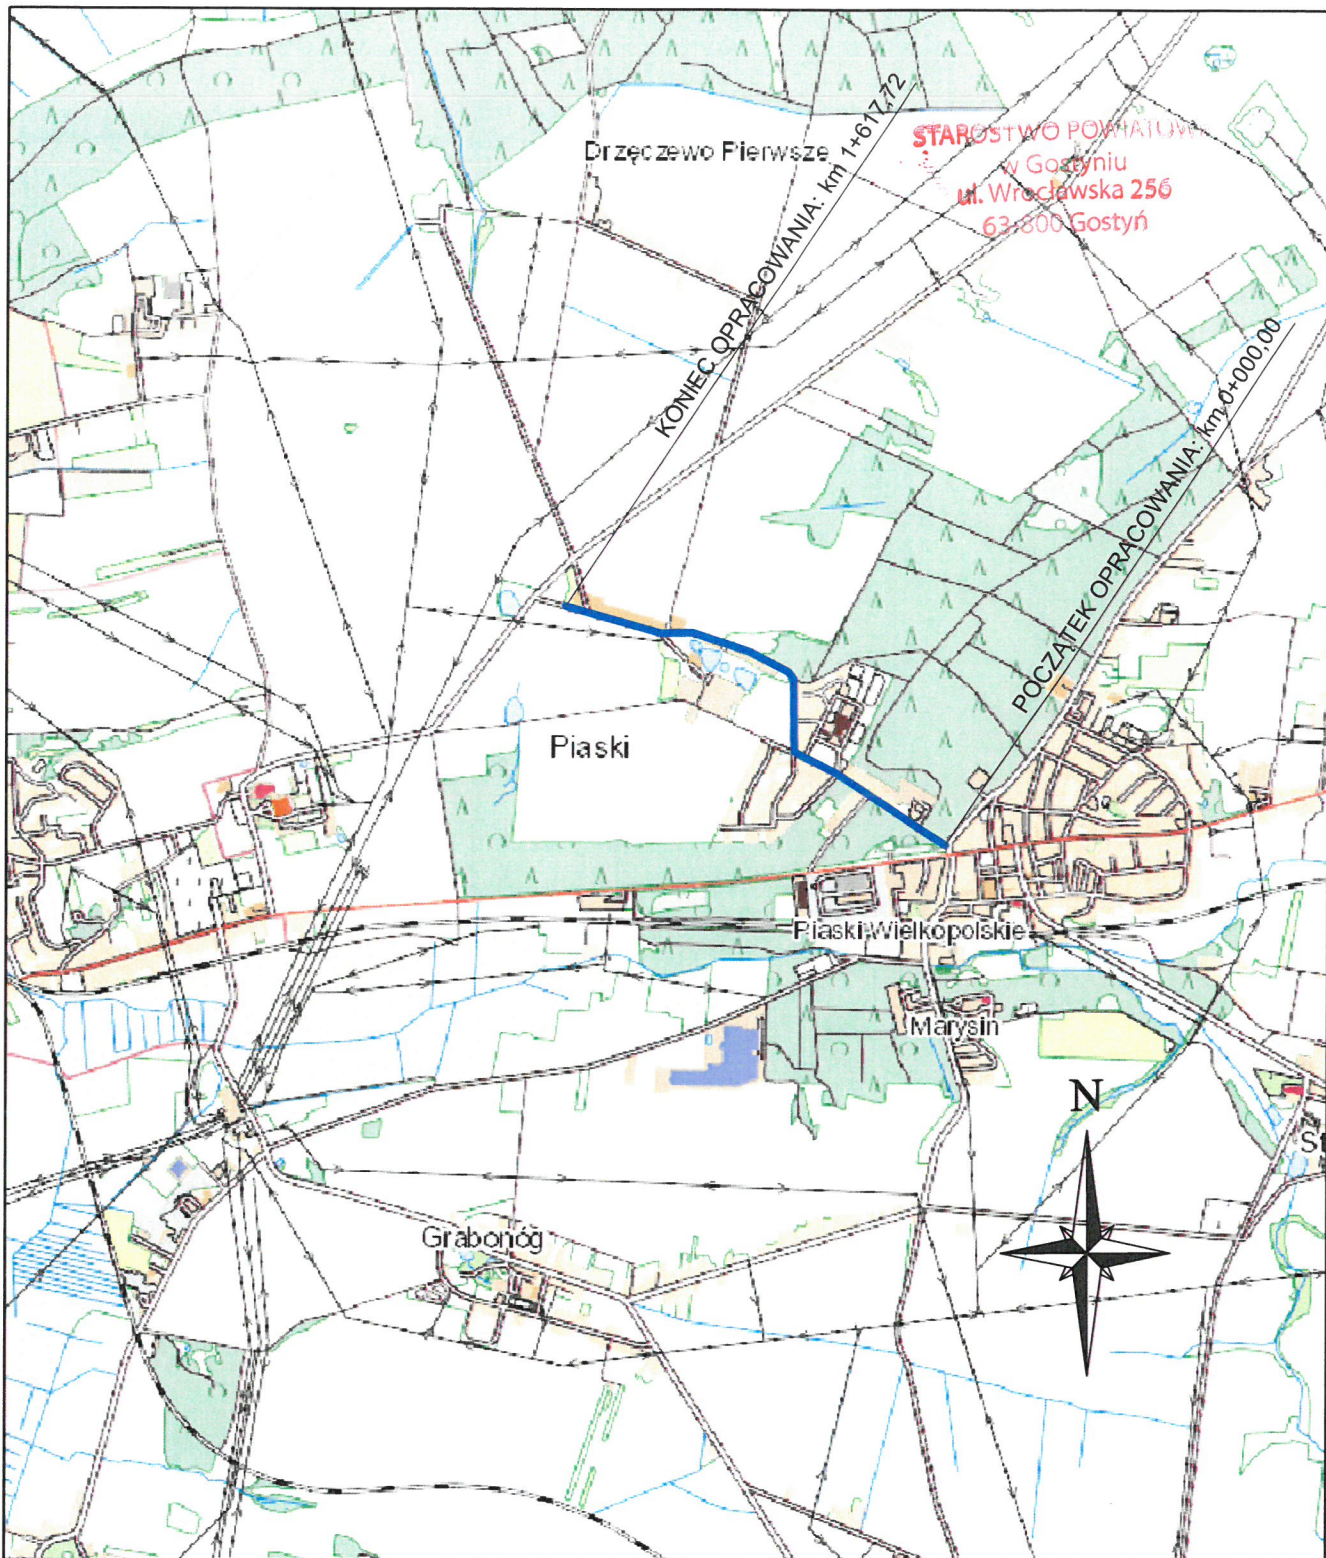 Drzęczewo Pierwsze
KONIEC OPRACOWANIA: km 1+617,72
STAROSTWO
w Gostyniu
ul. Wrocławska 256
63-800 Gostyń
POCZĄTEK OPRACOWANIA: km 0+000,00
Piaski
Piaski Wielkopolskie
Marysin
N
St
Grabonóg